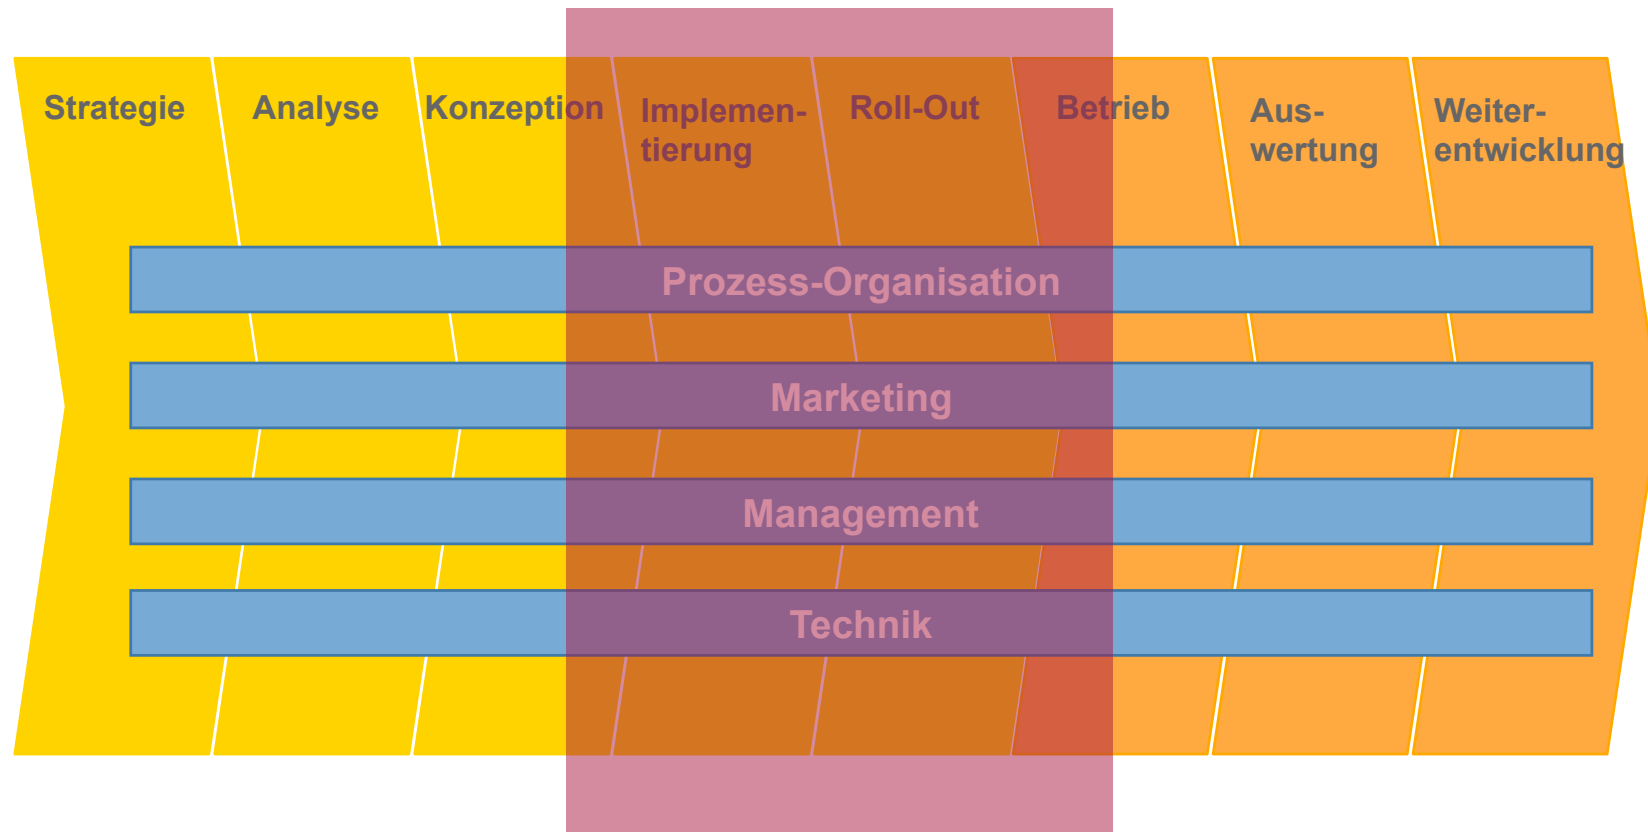 Strategie
Analyse
Konzeption
Implemen-
tierung
Roll-Out
Betrieb
Aus-
wertung
Weiter-
entwicklung
Prozess-Organisation
Marketing
Management
Technik